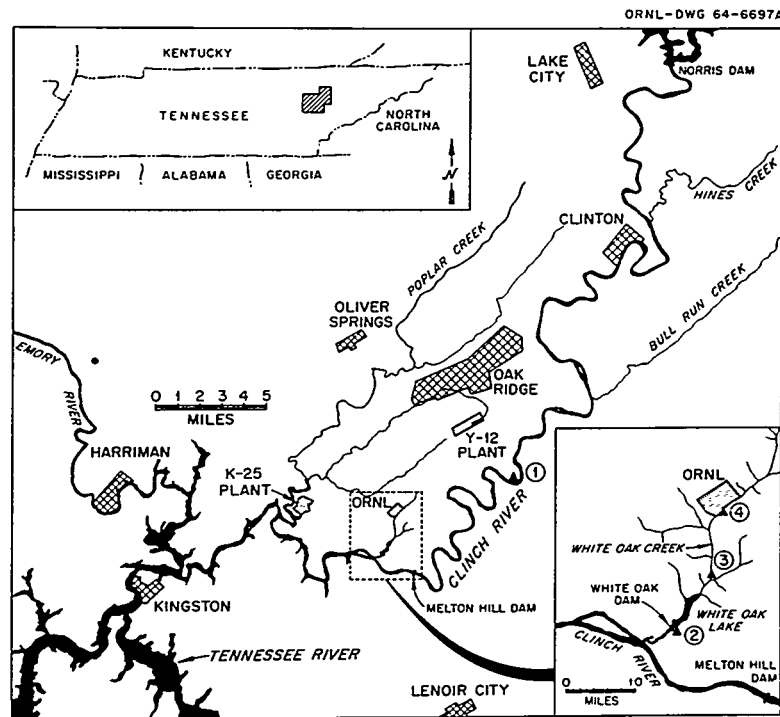 ORNL-DWG 64-6697A
KENTUCKY
TENNESSEE
NORTH
CAROLINA
MISSISSIPPI
ALABAMA
GEORGIA
N
LAKE
CITY
NORRIS DAM
HINES CREEK
CLINTON
BULL RUN CREEK
POPLAR CREEK
OLIVER
SPRINGS
OAK
RIDGE
EMORY
RIVER
0 1 2 3 4 5
MILES
Y-12
PLANT
1
HARRIMAN
K-25
PLANT
ORNL
CLINCH RIVER
MELTON HILL DAM
KINGSTON
TENNESSEE RIVER
LENOIR CITY
ORNL
4
WHITE OAK CREEK
3
WHITE OAK
DAM
WHITE OAK
LAKE
2
CLINCH
RIVER
MELTON HILL
DAM
0 10
MILES